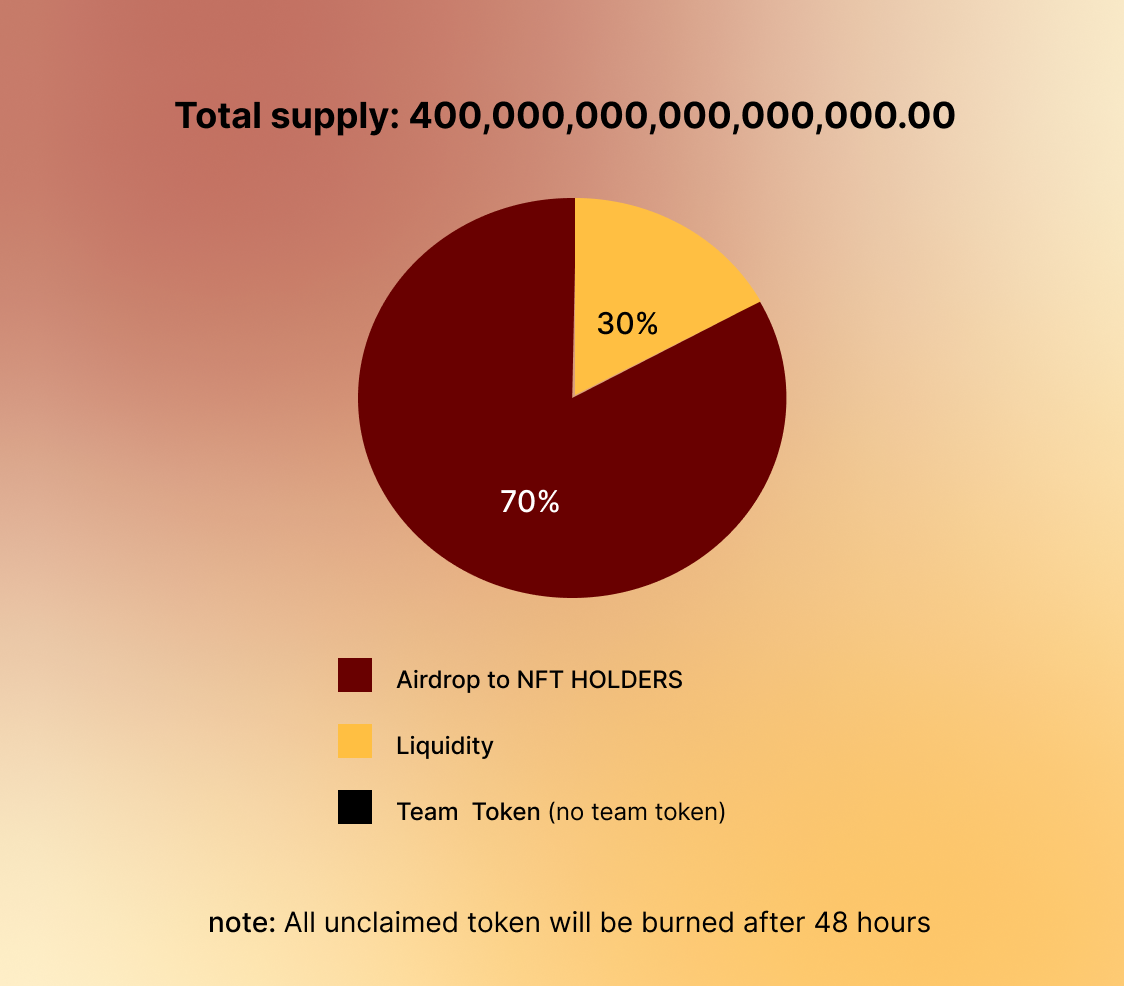 Total supply: 400,000,000,000,000,000.00
30%
70%
Airdrop to NFT HOLDERS
Liquidity
Team Token (no team token)
note: All unclaimed token will be burned after 48 hours